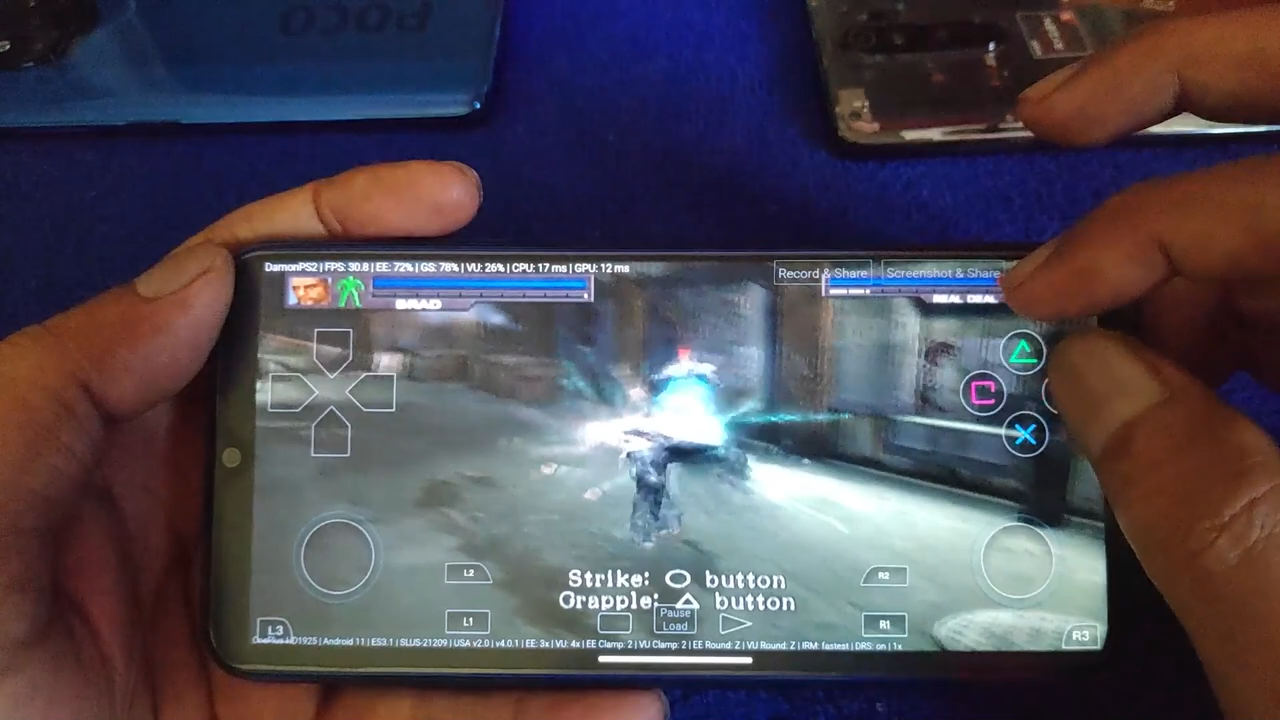 POCO
DamonPS2 | FPS: 30.8 | EE: 72% | GS: 78% | VU: 26% | CPU: 17 ms | GPU: 12 ms
Record & Share
Screenshot & Share
BRAD
REAL DEAL
L2
R2
Strike: button
Grapple: button
L1
Pause
Load
R1
L3
R3
OnePlus HD1925 | Android 11 | ES3.1 | SLUS-21209 | USA v2.0 | v4.0.1 | EE: 3x | VU: 4x | EE Clamp: 2 | VU Clamp: 2 | EE Round: Z | VU Round: Z | IRM: fastest | DRS: on | 1x